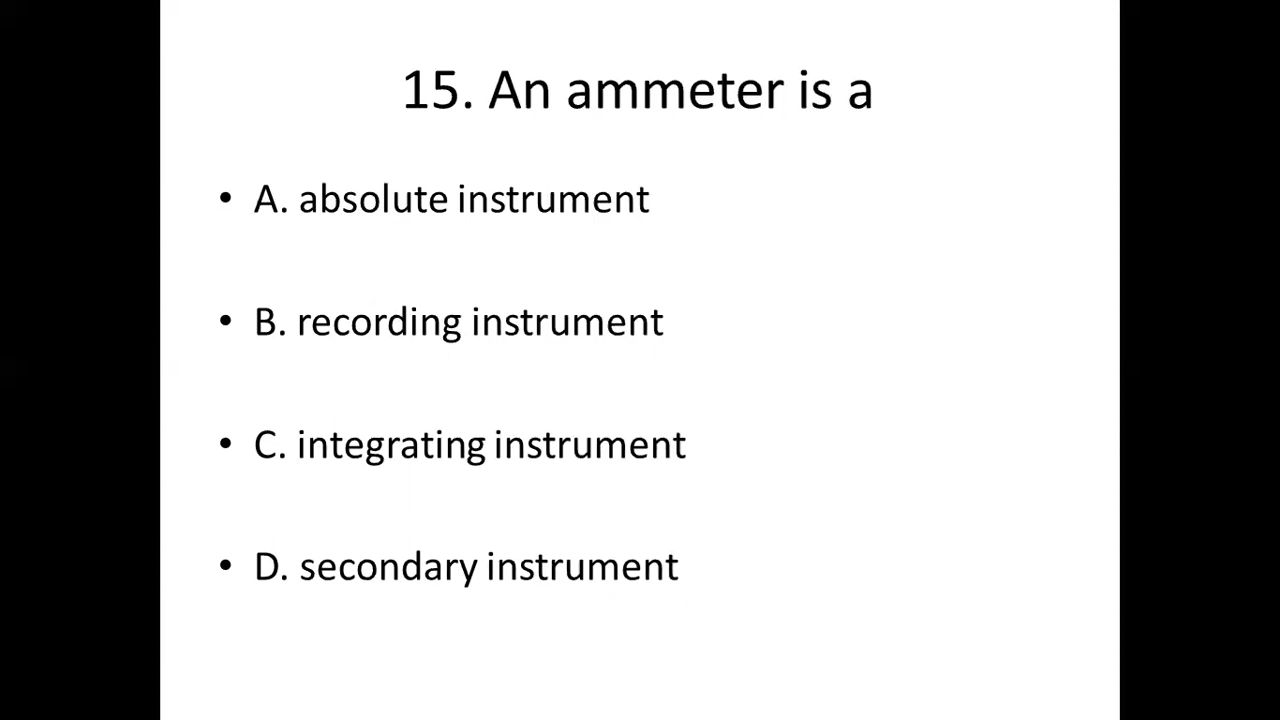 15. An ammeter is a
• A. absolute instrument
• B. recording instrument
• C. integrating instrument
• D. secondary instrument